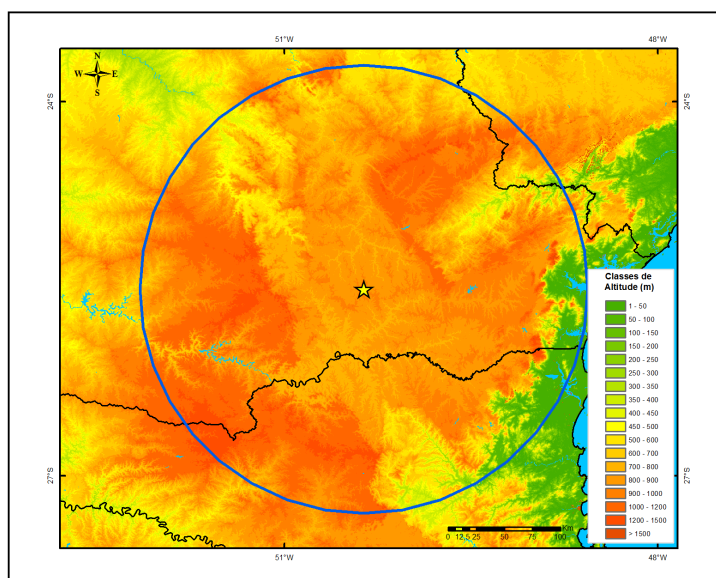 51°W
48°W
N
W
E
S
24°S
24°S
Classes de
Altitude (m)
1 - 50
50 - 100
100 - 150
150 - 200
200 - 250
250 - 300
300 - 350
350 - 400
400 - 450
450 - 500
500 - 600
600 - 700
700 - 800
800 - 900
900 - 1000
1000 - 1200
1200 - 1500
> 1500
27°S
27°S
Km
0 12,5 25 50 75 100
51°W
48°W